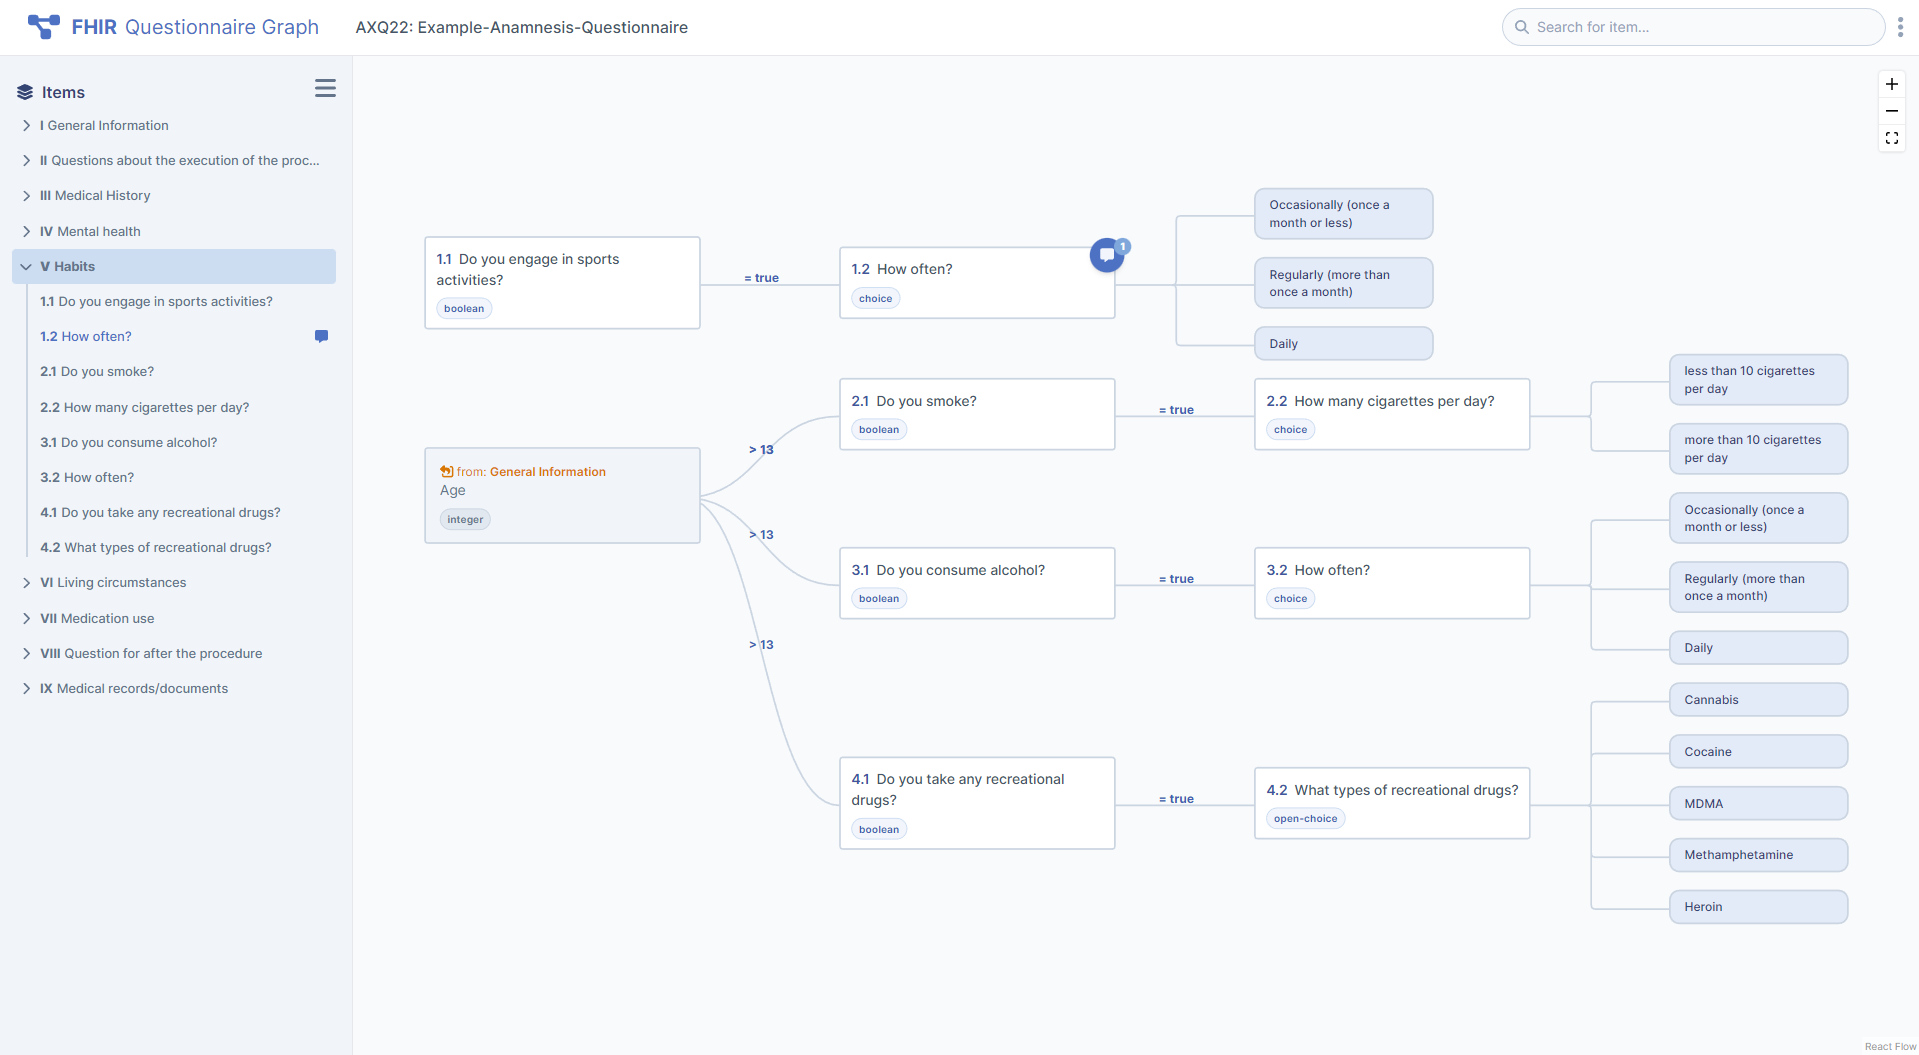 FHIR Questionnaire Graph
AXQ22: Example-Anamnesis-Questionnaire
Search for item...
Items
I General Information
II Questions about the execution of the proc...
III Medical History
IV Mental health
V Habits
1.1 Do you engage in sports activities?
1.2 How often?
2.1 Do you smoke?
2.2 How many cigarettes per day?
3.1 Do you consume alcohol?
3.2 How often?
4.1 Do you take any recreational drugs?
4.2 What types of recreational drugs?
VI Living circumstances
VII Medication use
VIII Question for after the procedure
IX Medical records/documents
1.1 Do you engage in sports
activities?
boolean
= true
1.2 How often?
choice
1
Occasionally (once a
month or less)
Regularly (more than
once a month)
Daily
from: General Information
Age
integer
> 13
2.1 Do you smoke?
boolean
= true
2.2 How many cigarettes per day?
choice
less than 10 cigarettes
per day
more than 10 cigarettes
per day
> 13
3.1 Do you consume alcohol?
boolean
= true
3.2 How often?
choice
Occasionally (once a
month or less)
Regularly (more than
once a month)
Daily
> 13
4.1 Do you take any recreational
drugs?
boolean
= true
4.2 What types of recreational drugs?
open-choice
Cannabis
Cocaine
MDMA
Methamphetamine
Heroin
React Flow